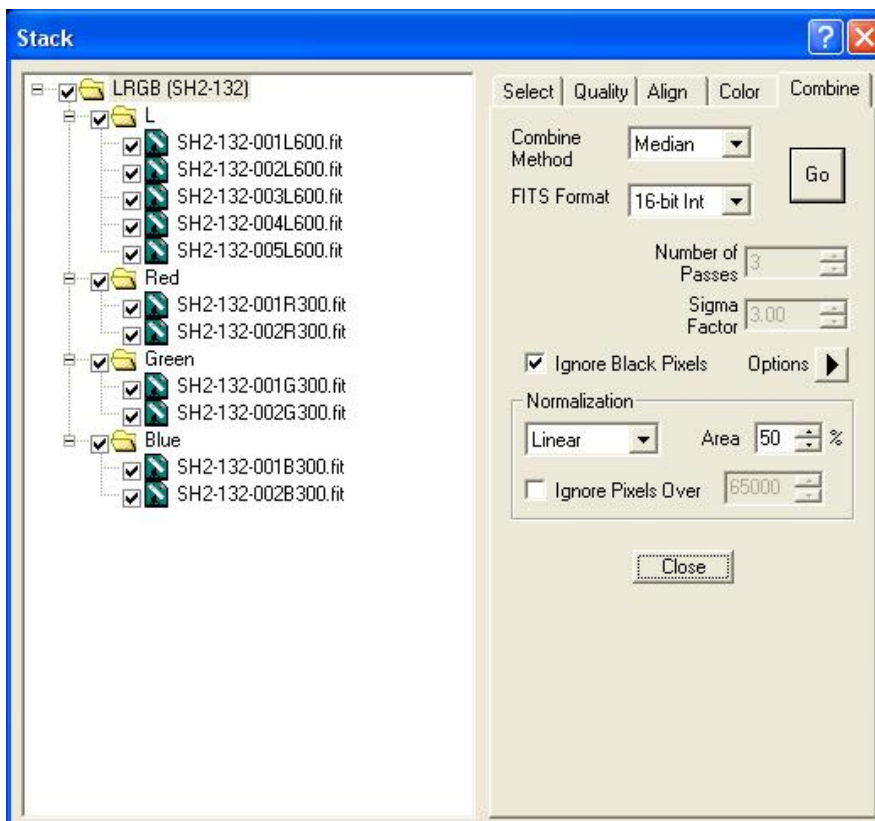 Stack
LRGB (SH2-132)
L
SH2-132-001L600.fit
SH2-132-002L600.fit
SH2-132-003L600.fit
SH2-132-004L600.fit
SH2-132-005L600.fit
Red
SH2-132-001R300.fit
SH2-132-002R300.fit
Green
SH2-132-001G300.fit
SH2-132-002G300.fit
Blue
SH2-132-001B300.fit
SH2-132-002B300.fit
Select Quality Align Color Combine
Combine
Method
Median
Go
FITS Format 16-bit Int
Number of
Passes
3
Sigma
Factor
3.00
Ignore Black Pixels Options
Normalization
Linear Area 50 %
Ignore Pixels Over 65000
Close